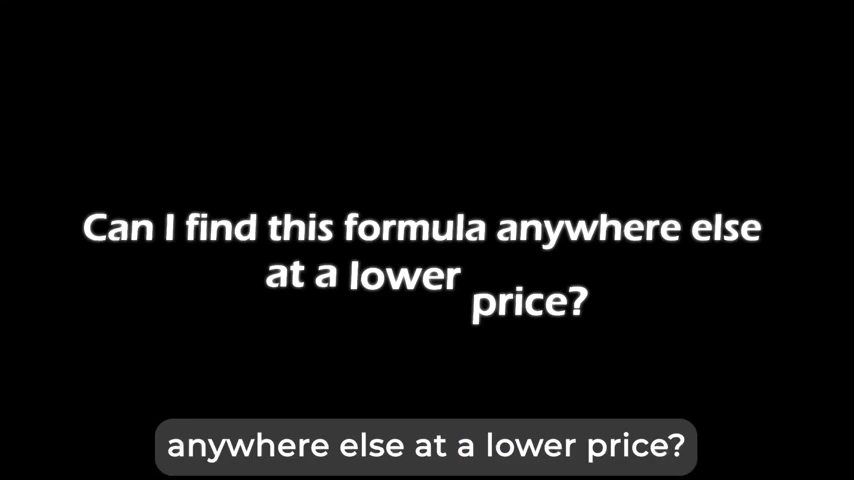 Can I find this formula anywhere else
at a lower price?
anywhere else at a lower price?